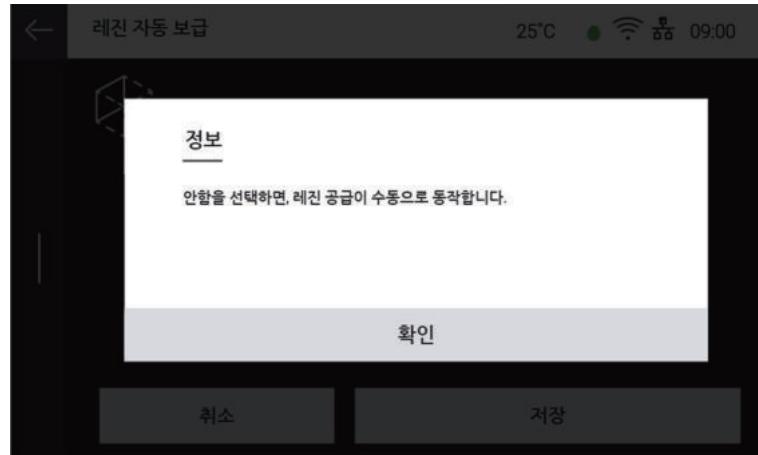 레진 자동 보급
25°C
09:00
정보
안함을 선택하면, 레진 공급이 수동으로 동작합니다.
확인
취소
저장